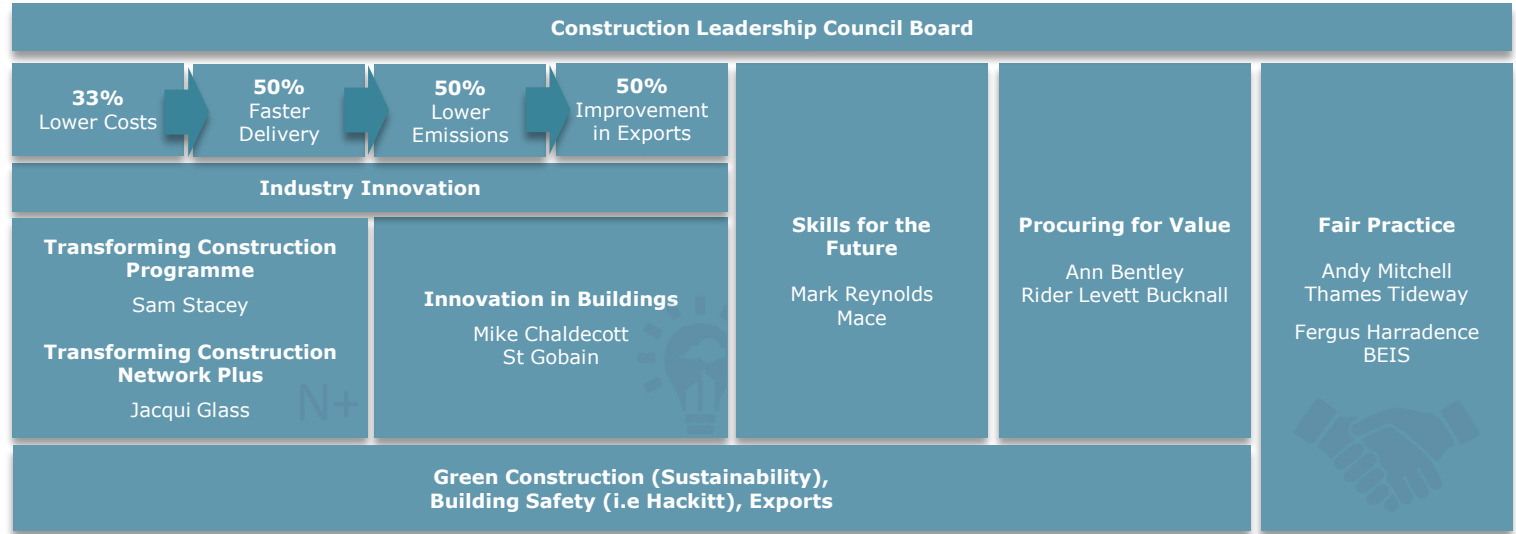 Construction Leadership Council Board
33%
Lower Costs
50%
Faster
Delivery
50%
Lower
Emissions
50%
Improvement
in Exports
Industry Innovation
Transforming Construction
Programme
Sam Stacey
Transforming Construction
Network Plus
Jacqui Glass
N+
Innovation in Buildings
Mike Chaldecott
St Gobain
Skills for the
Future
Mark Reynolds
Mace
Procuring for Value
Ann Bentley
Rider Levett Bucknall
Fair Practice
Andy Mitchell
Thames Tideway
Fergus Harradence
BEIS
Green Construction (Sustainability),
Building Safety (i.e Hackitt), Exports